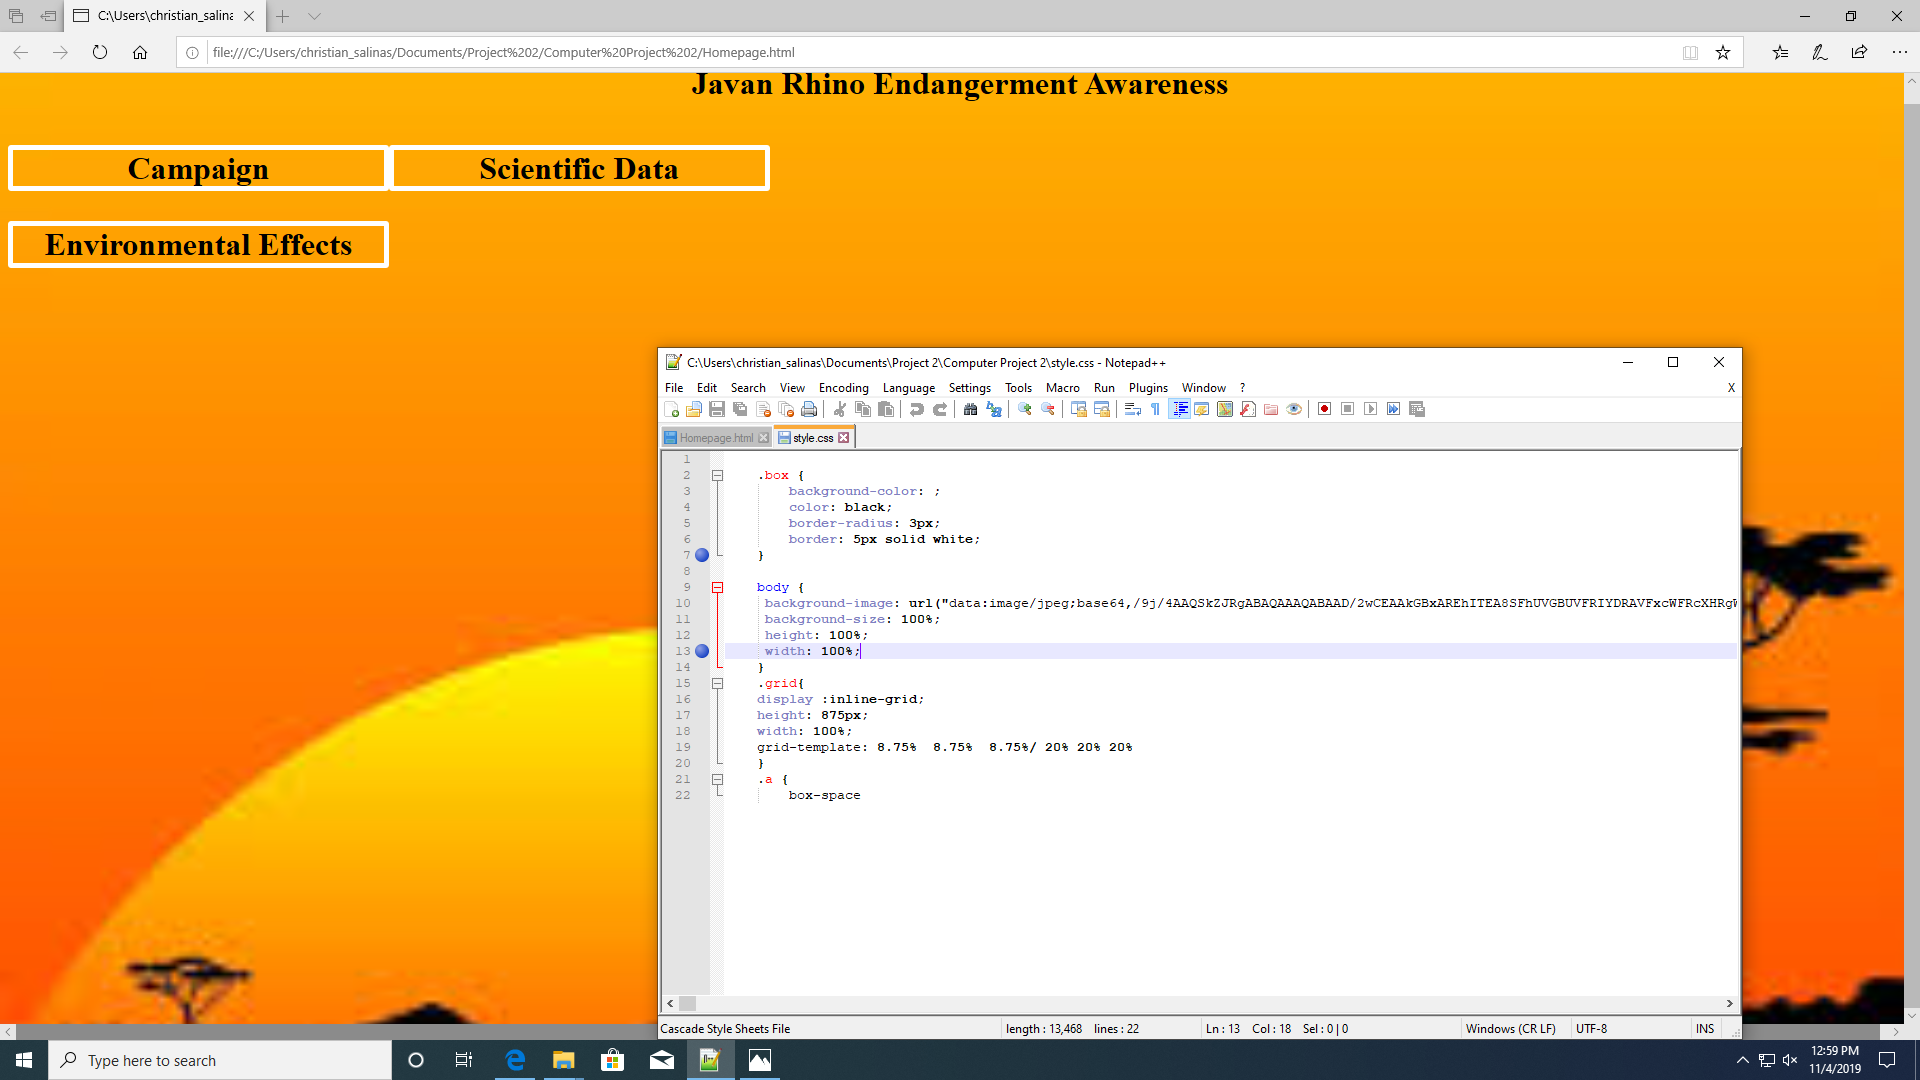 C:\Users\christian_salina
file:///C:/Users/christian_salinas/Documents/Project%202/Computer%20Project%202/Homepage.html
Javan Rhino Endangerment Awareness
Campaign
Scientific Data
Environmental Effects
C:\Users\christian_salinas\Documents\Project 2\Computer Project 2\style.css - Notepad++
File Edit Search View Encoding Language Settings Tools Macro Run Plugins Window ? X
Homepage.html style.css
1
2 .box {
3 background-color: ;
4 color: black;
5 border-radius: 3px;
6 border: 5px solid white;
7 }
8
9 body {
10 background-image: url("data:image/jpeg;base64,/9j/4AAQSkZJRgABAQAAAQABAAD/2wCEAAkGBxAREhITEA8SFhUVGBUVFRIYDRAVFxcWFRcXHRgW
11 background-size: 100%;
12 height: 100%;
13 width: 100%;
14 }
15 .grid{
16 display :inline-grid;
17 height: 875px;
18 width: 100%;
19 grid-template: 8.75% 8.75% 8.75%/ 20% 20% 20%
20 }
21 .a {
22 box-space
Cascade Style Sheets File length : 13,468 lines : 22 Ln : 13 Col : 18 Sel : 0 | 0 Windows (CR LF) UTF-8 INS
Type here to search
12:59 PM
11/4/2019